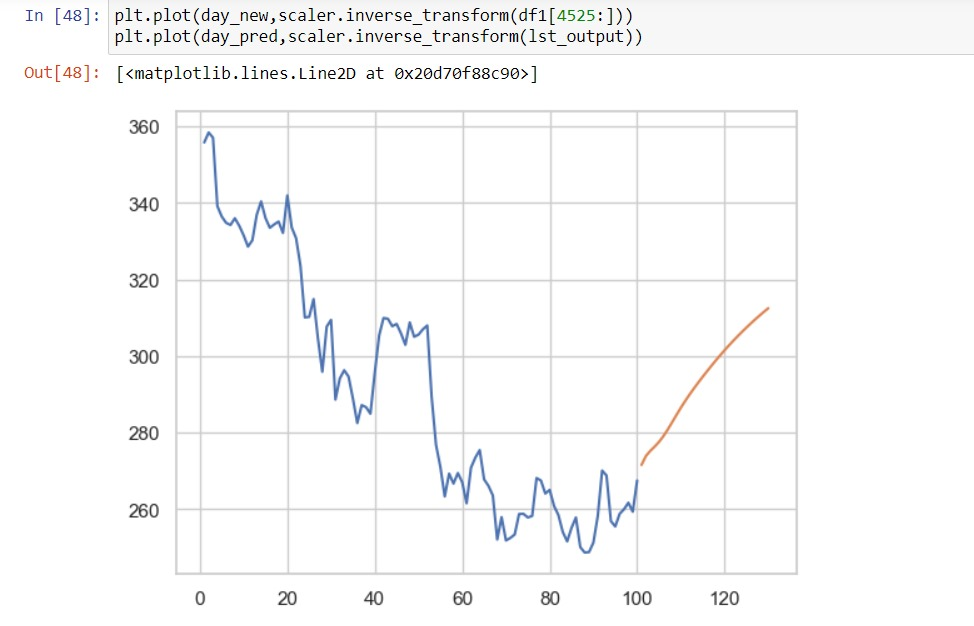 In [48]: plt.plot(day_new,scaler.inverse_transform(df1[4525:]))
plt.plot(day_pred,scaler.inverse_transform(lst_output))
Out[48]: [<matplotlib.lines.Line2D at 0x20d70f88c90>]
360
340
320
300
280
260
0 20 40 60 80 100 120